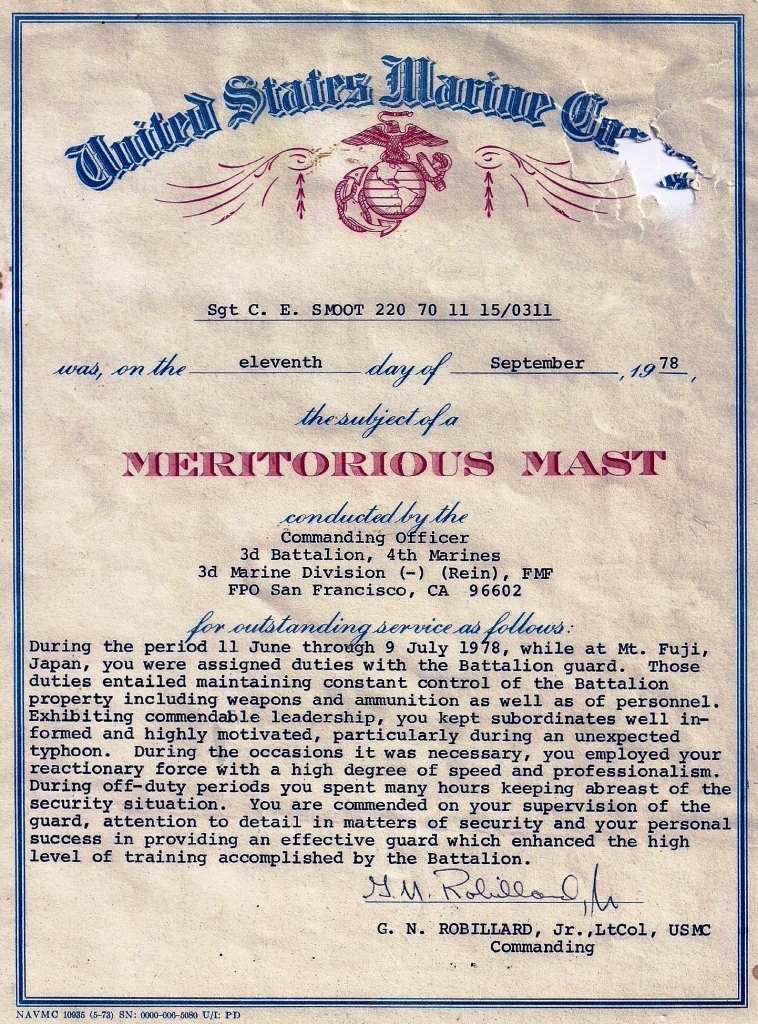 United States Marine
Sgt C. E. SMOOT 220 70 11 15/0311
was, on the eleventh day of September, 1978,
the subject of a
MERITORIOUS MAST
conducted by the
Commanding Officer
3d Battalion, 4th Marines
3d Marine Division (-) (Rein), FMF
FPO San Francisco, CA 96602
for outstanding service as follows:
During the period 11 June through 9 July 1978, while at Mt. Fuji,
Japan, you were assigned duties with the Battalion guard. Those
duties entailed maintaining constant control of the Battalion
property including weapons and ammunition as well as of personnel.
Exhibiting commendable leadership, you kept subordinates well in-
formed and highly motivated, particularly during an unexpected
typhoon. During the occasions it was necessary, you employed your
reactionary force with a high degree of speed and professionalism.
During off-duty periods you spent many hours keeping abreast of the
security situation. You are commended on your supervision of the
guard, attention to detail in matters of security and your personal
success in providing an effective guard which enhanced the high
level of training accomplished by the Battalion.
G. N. Robillard, Jr
G. N. ROBILLARD, Jr.,LtCol, USMC
Commanding
NAVMC 10935 (5-73) SN: 0000-006-5080 U/I: PD